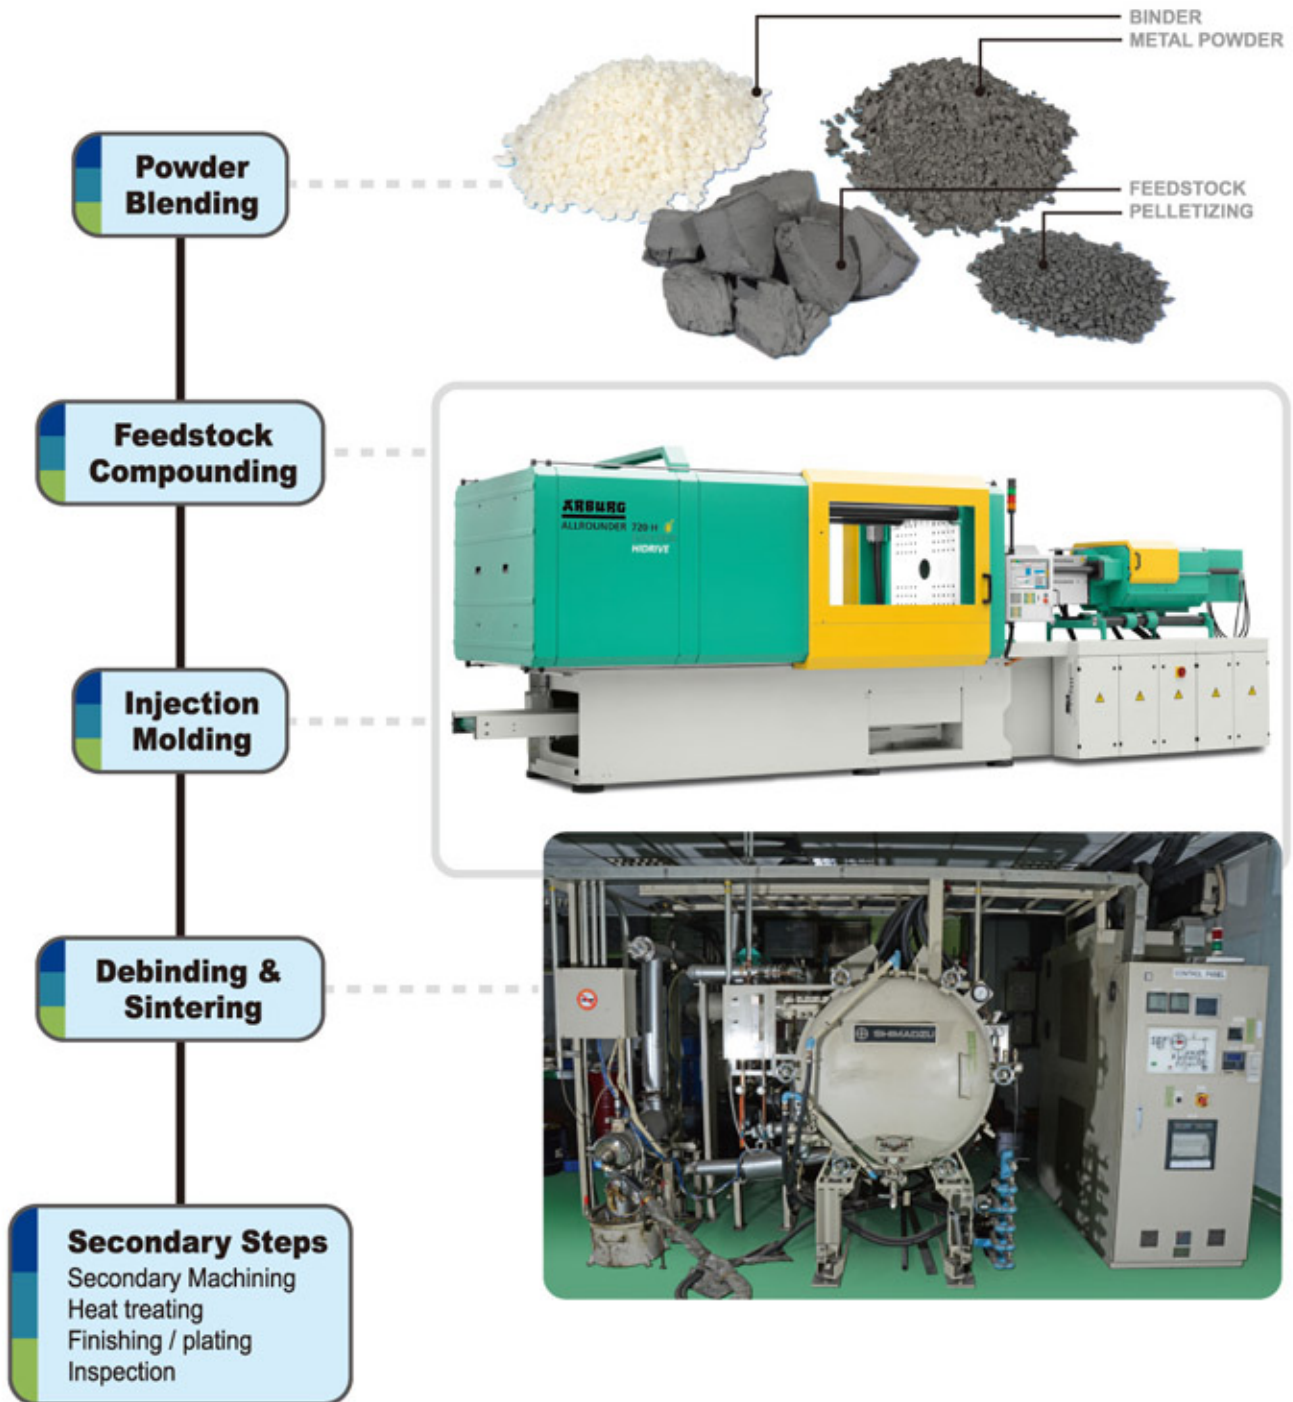 BINDER
METAL POWDER
Powder
Blending
FEEDSTOCK
PELLETIZING
Feedstock
Compounding
ARBURG
ALLROUNDER 720 H
HIDRIVE
Injection
Molding
Debinding &
Sintering
CONTROL PANEL
SHIMADZU
Secondary Steps
Secondary Machining
Heat treating
Finishing / plating
Inspection